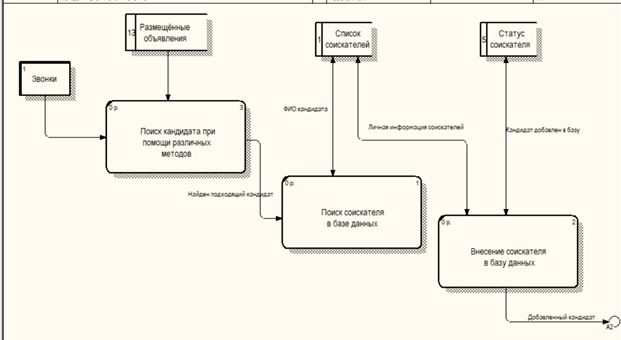 13
Размещённые
объявления
1
Список
соискателей
5
Статус
соискателя
1
Звонки
0 р.
3
Поиск кандидата при
помощи различных
методов
ФИО кандидата
Личная информация соискателей
Кандидат добавлен в базу
Найден подходящий кандидат
0 р.
1
Поиск соискателя
в базе данных
0 р.
2
Внесение соискателя
в базу данных
Добавленный кандидат
A2